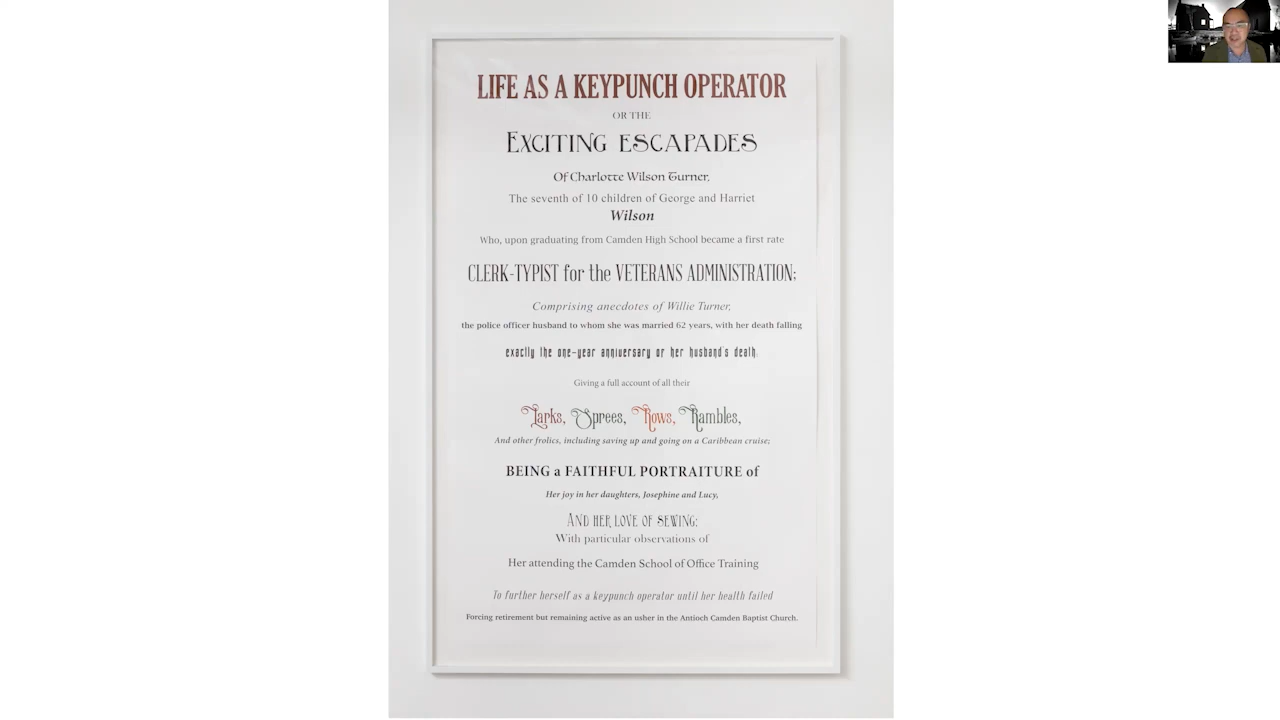 LIFE AS A KEYPUNCH OPERATOR
OR THE
EXCITING ESCAPADES
Of Charlotte Wilson Turner,
The seventh of 10 children of George and Harriet
Wilson
Who, upon graduating from Camden High School became a first rate
CLERK-TYPIST for the VETERANS ADMINISTRATION;
Comprising anecdotes of Willie Turner,
the police officer husband to whom she was married 62 years, with her death falling
exactly the one-year anniversary or her husband's death.
Giving a full account of all their
Larks, Sprees, Rows, Rambles,
And other frolics, including saving up and going on a Caribbean cruise;
BEING a FAITHFUL PORTRAITURE of
Her joy in her daughters, Josephine and Lucy,
AND HER LOVE OF SEWING;
With particular observations of
Her attending the Camden School of Office Training
To further herself as a keypunch operator until her health failed
Forcing retirement but remaining active as an usher in the Antioch Camden Baptist Church.